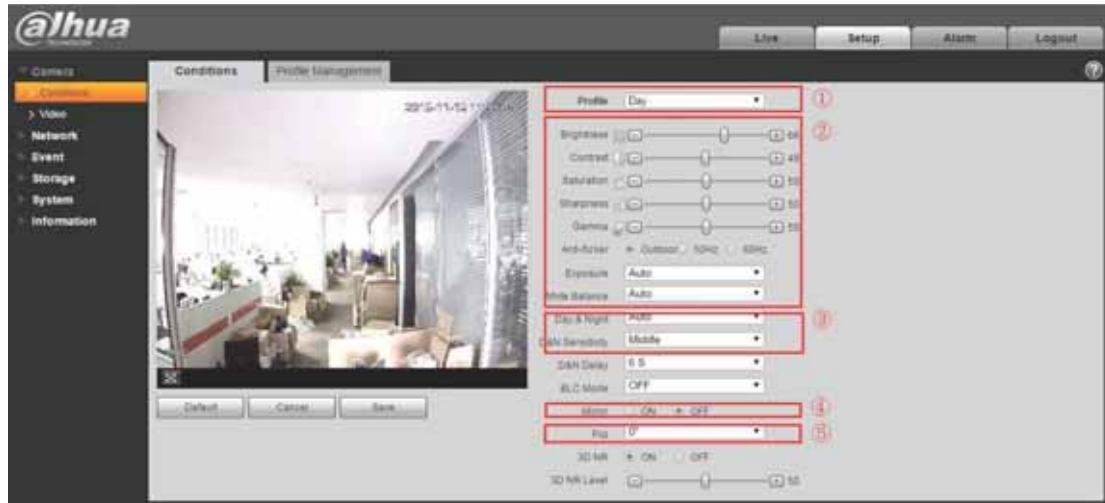 alhua
TECHNOLOGY
Live Setup Alarm Logout
Camera
Conditions
Video
Network
Event
Storage
System
Information
Conditions Profile Management
Profile Day ①
Brightness ②
Contrast
Saturation 50
Sharpness 50
Gamma 50
Anti-flicker Outdoor 50Hz 60Hz
Exposure Auto
White Balance Auto
Day & Night Auto ③
D&N Sensitivity Middle
D&N Delay 6 S
BLC Mode OFF
Mirror ON OFF ④
Flip 0° ⑤
3D NR ON OFF
3D NR Level 50
Default Cancel Save